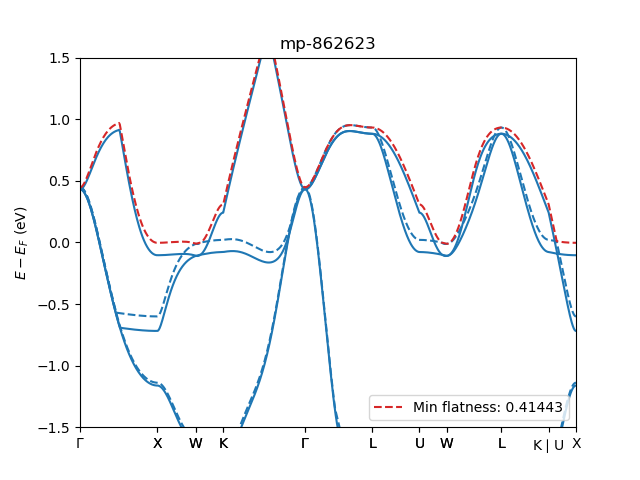 mp-862623
1.5
1.0
0.5
0.0
−0.5
−1.0
−1.5
E − E_F (eV)
Min flatness: 0.41443
Γ X W K Γ L U W L K | U X